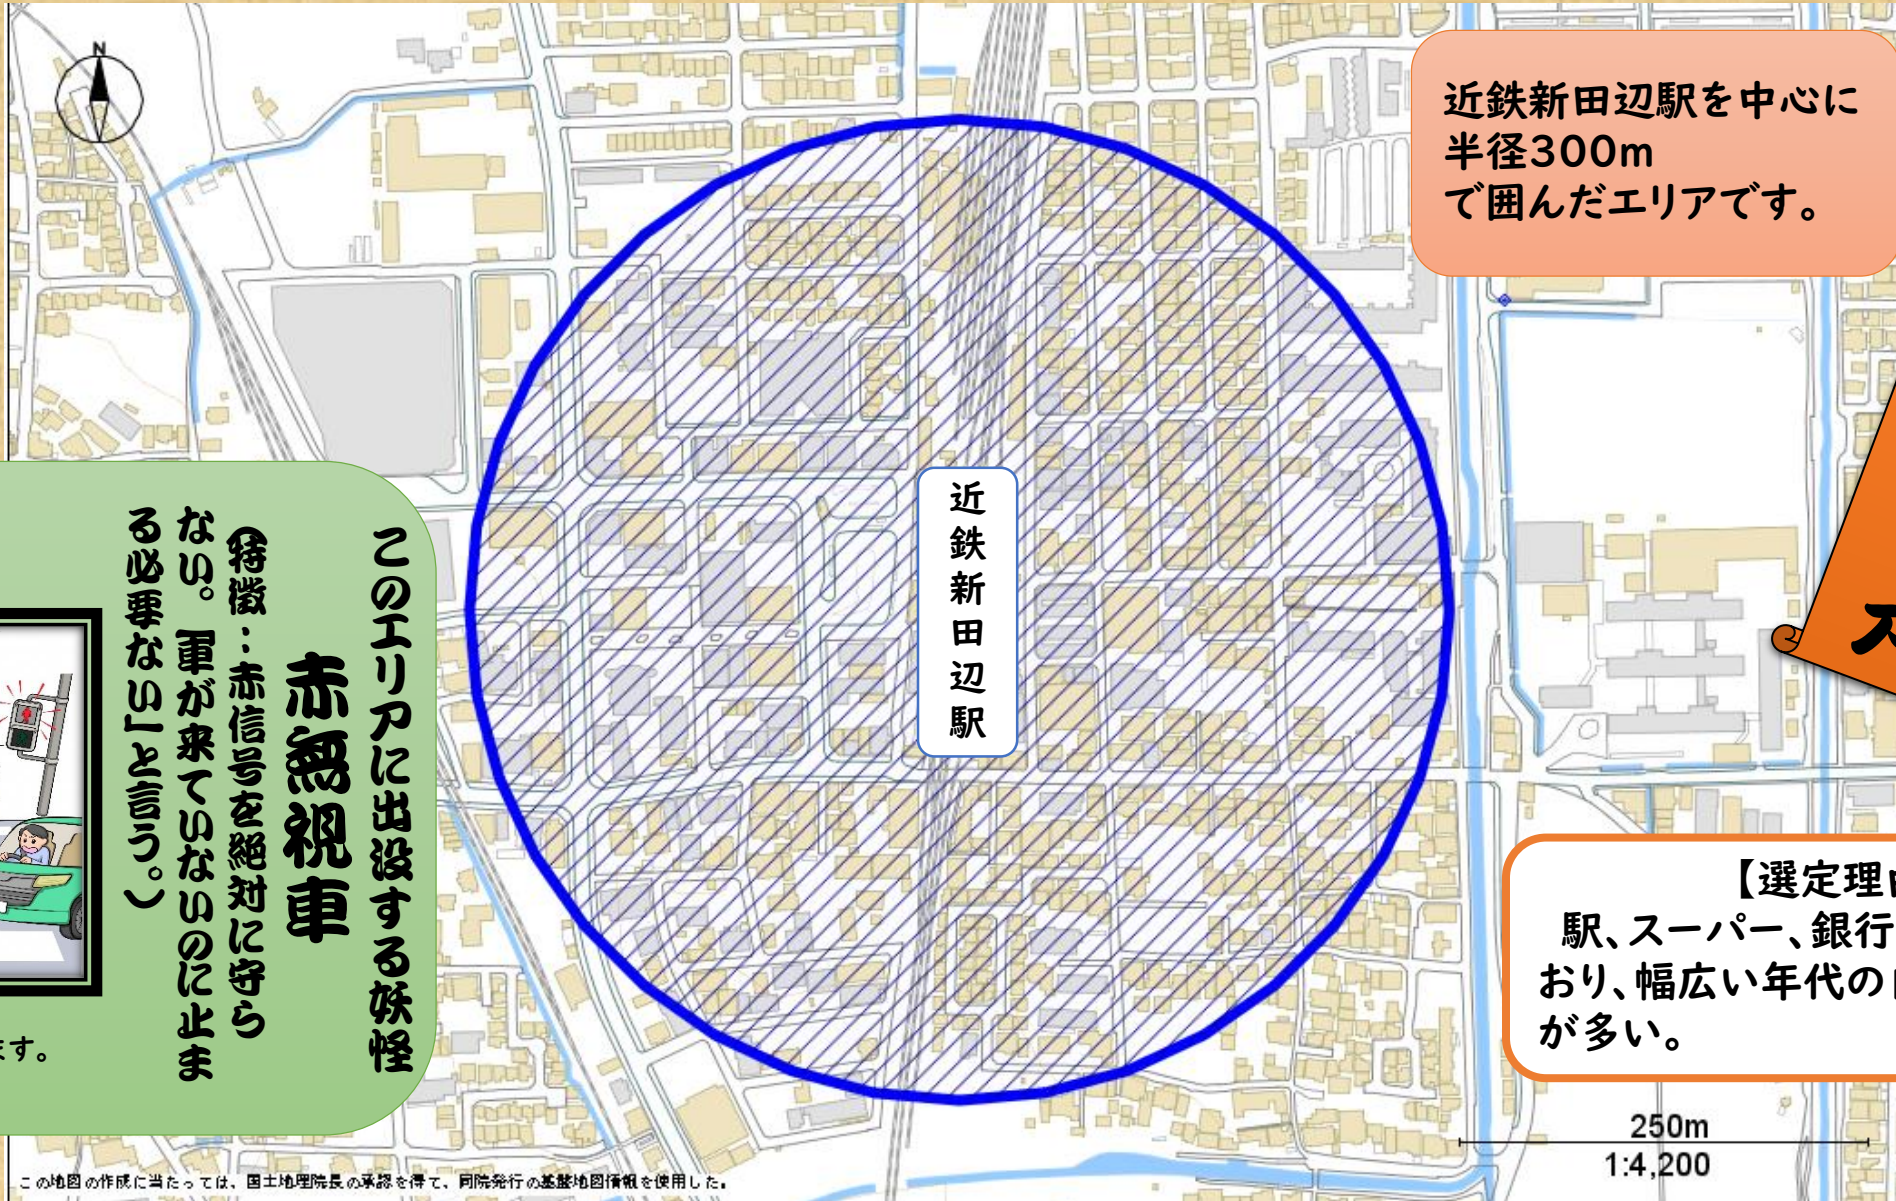 N
近鉄新田辺駅を中心に
半径300m
で囲んだエリアです。
近鉄新田辺駅
このエリアに出没する妖怪
赤無視車
(特徴:赤信号を絶対に守ら
ない。「車が来ていないのに止ま
る必要ない」と言う。)
ます。
【選定理由
駅、スーパー、銀行
おり、幅広い年代の
が多い。
250m
1:4,200
この地図の作成に当たっては、国土地理院長の承認を得て、同院発行の基盤地図情報を使用した。